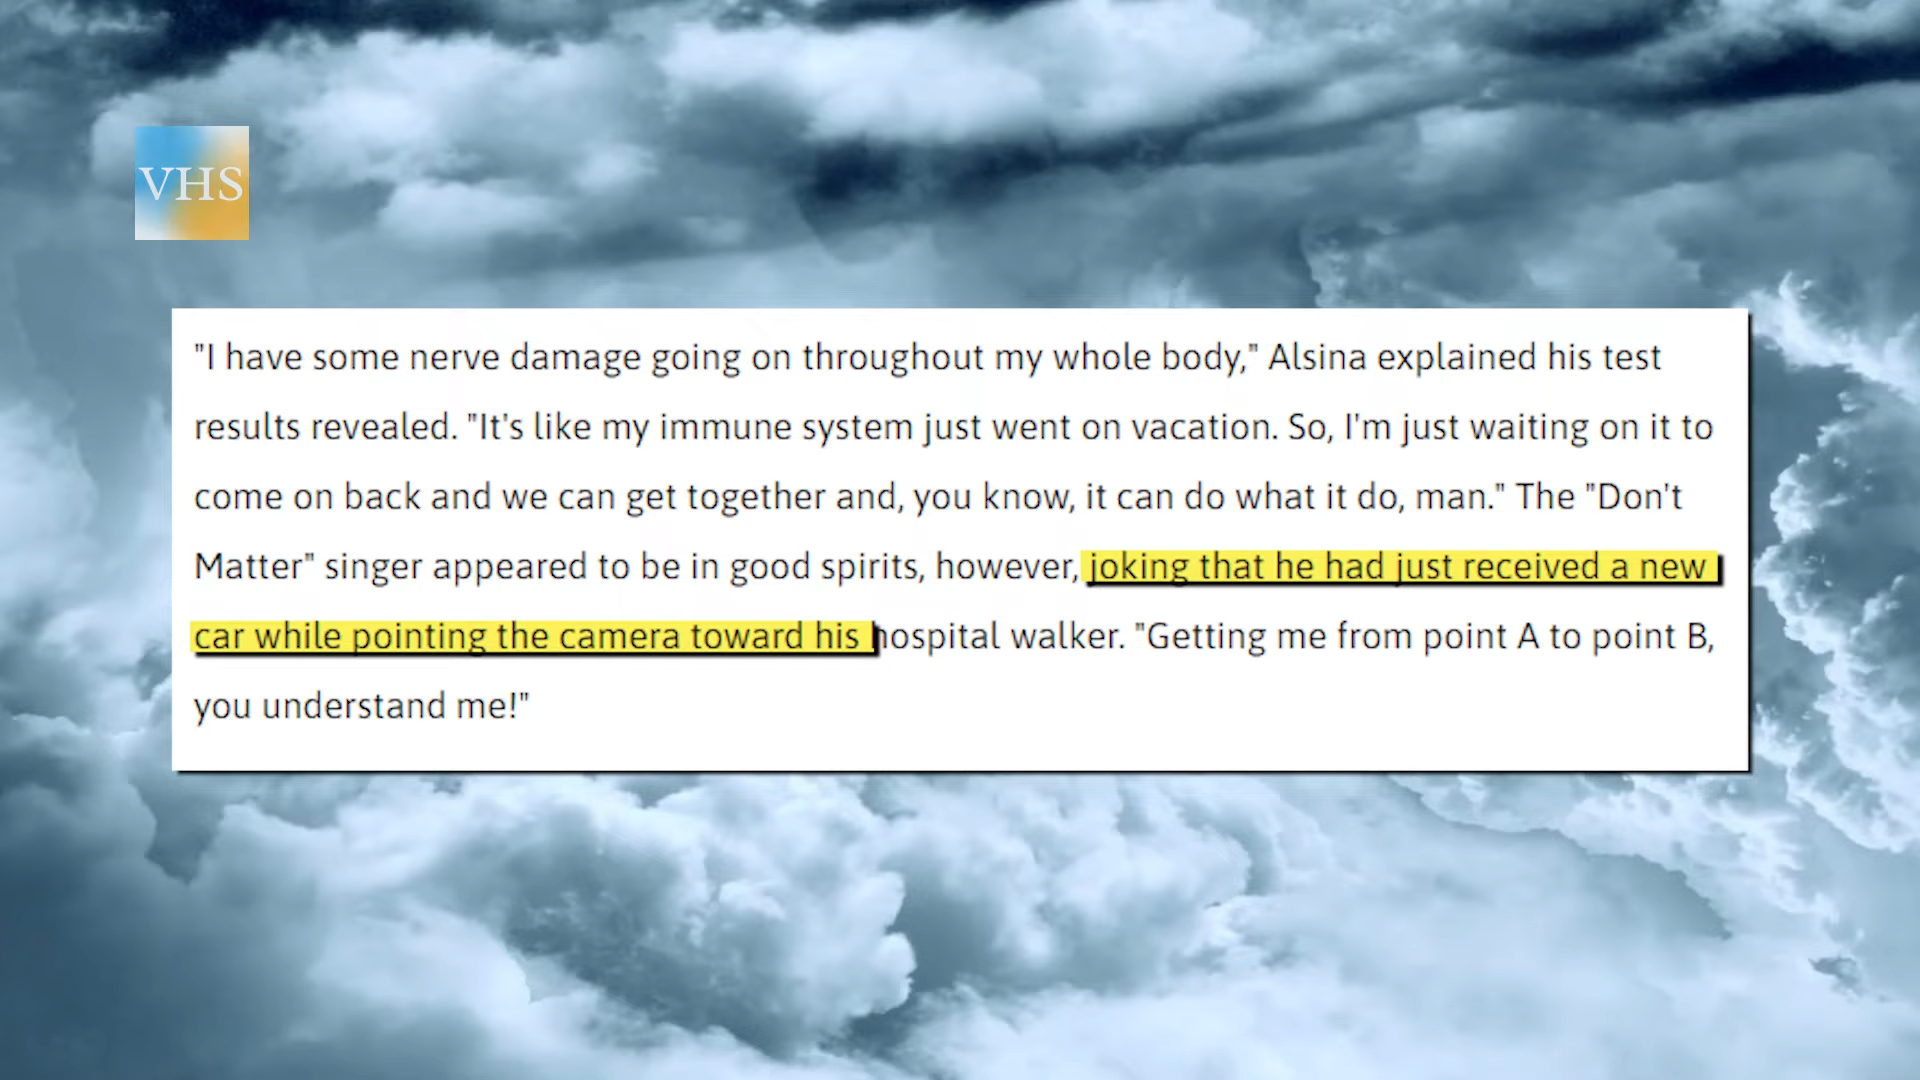 VHS
"I have some nerve damage going on throughout my whole body," Alsina explained his test
results revealed. "It's like my immune system just went on vacation. So, I'm just waiting on it to
come on back and we can get together and, you know, it can do what it do, man." The "Don't
Matter" singer appeared to be in good spirits, however, joking that he had just received a new
car while pointing the camera toward his hospital walker. "Getting me from point A to point B,
you understand me!"